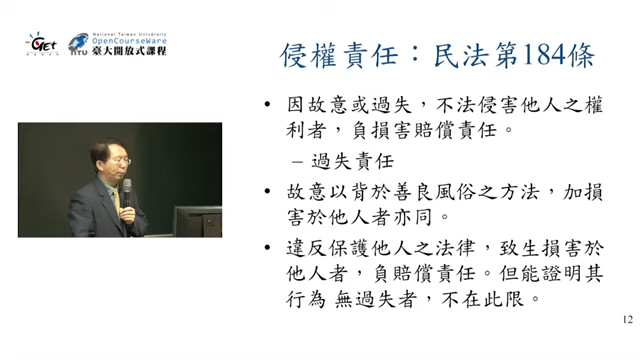 GET
National Taiwan University
NTU
OpenCourseWare
臺大開放式課程
侵權責任：民法第184條
• 因故意或過失，不法侵害他人之權
利者，負損害賠償責任。
– 過失責任
• 故意以背於善良風俗之方法，加損
害於他人者亦同。
• 違反保護他人之法律，致生損害於
他人者，負賠償責任。但能證明其
行為 無過失者，不在此限。
12